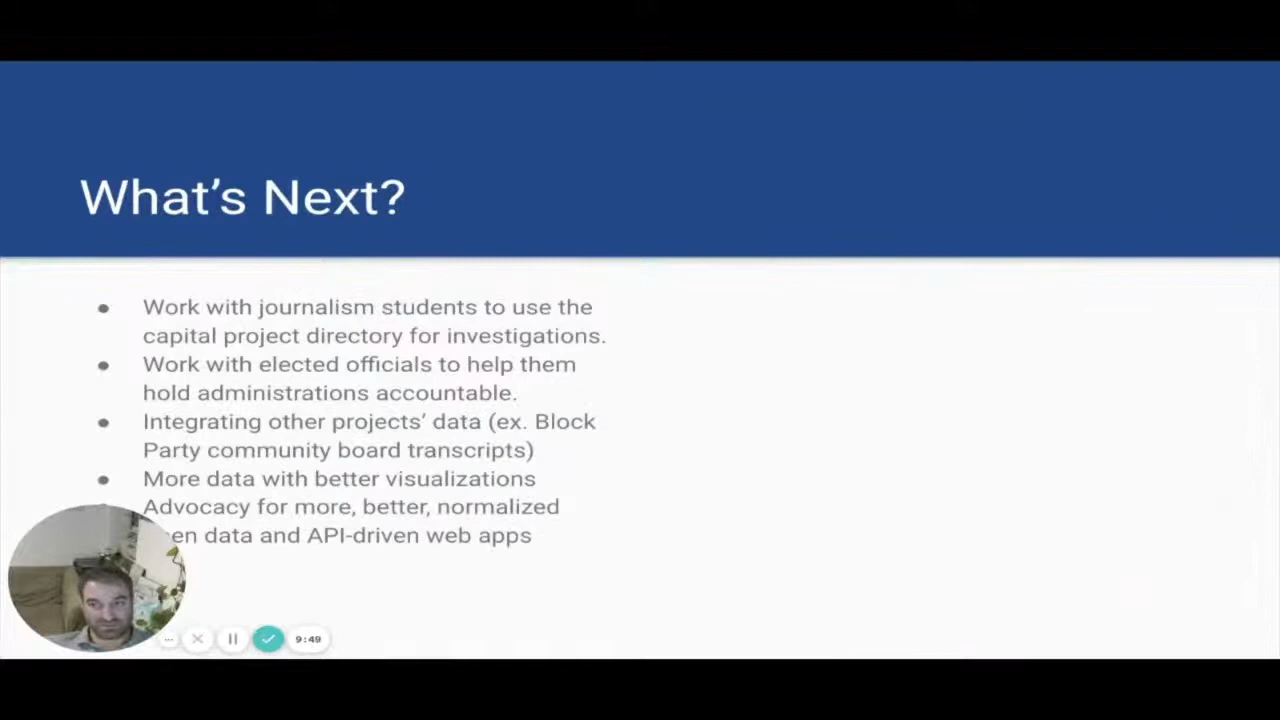 What's Next?
● Work with journalism students to use the
capital project directory for investigations.
● Work with elected officials to help them
hold administrations accountable.
● Integrating other projects' data (ex. Block
Party community board transcripts)
● More data with better visualizations
Advocacy for more, better, normalized
data and API-driven web apps
9:49